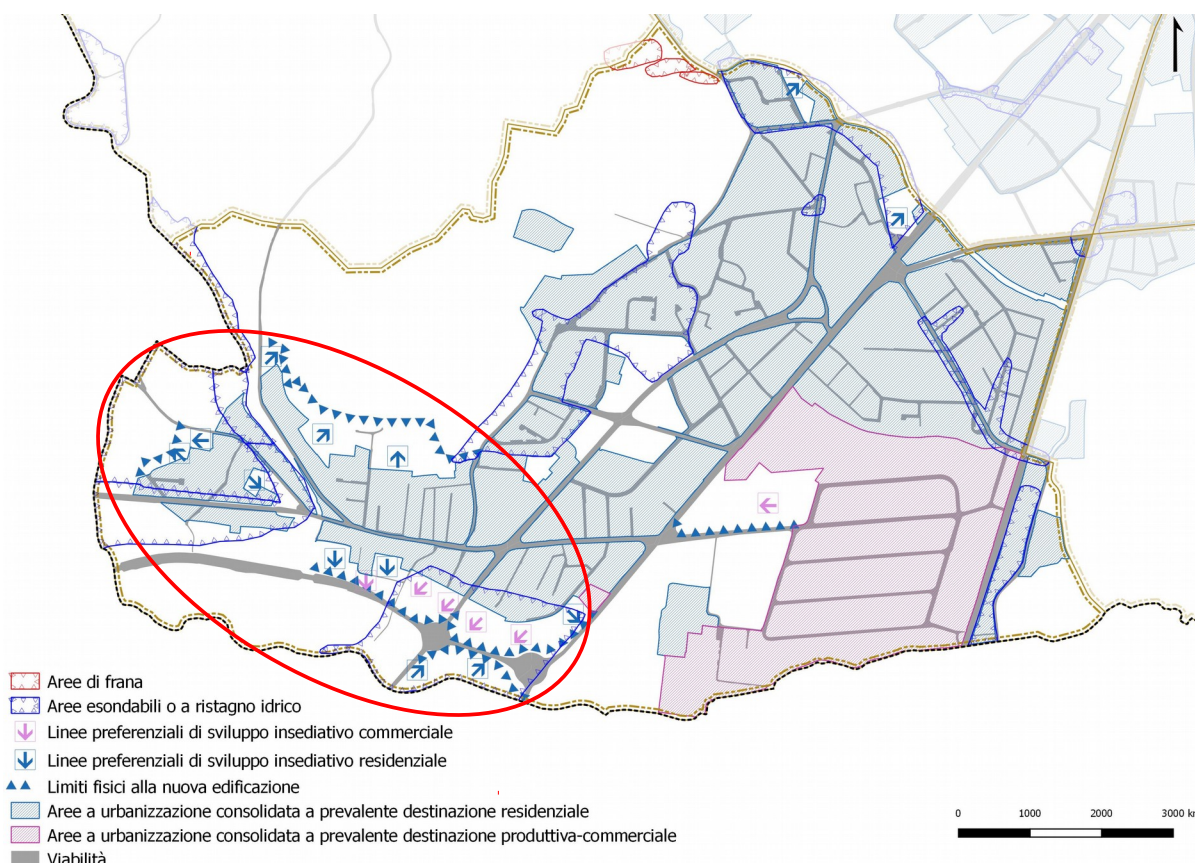 Aree di frana
Aree esondabili o a ristagno idrico
Linee preferenziali di sviluppo insediativo commerciale
Linee preferenziali di sviluppo insediativo residenziale
Limiti fisici alla nuova edificazione
Aree a urbanizzazione consolidata a prevalente destinazione residenziale
Aree a urbanizzazione consolidata a prevalente destinazione produttiva-commerciale
Viabilità
0 1000 2000 3000 km